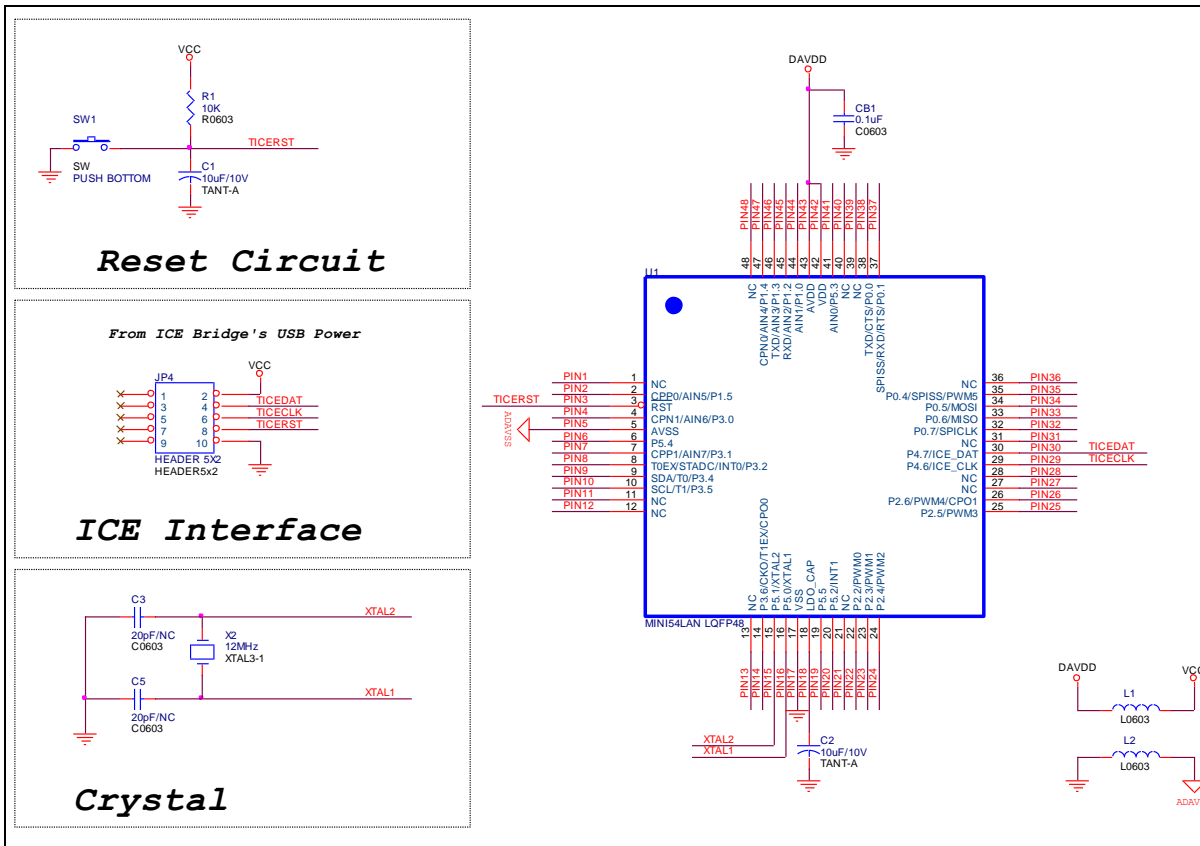 VCC
R1
10K
R0603
SW1
TICERST
SW
PUSH BOTTOM
C1
10uF/10V
TANT-A
Reset Circuit
From ICE Bridge's USB Power
VCC
JP4
1 2
3 4 TICEDAT
5 6 TICECLK
7 8 TICERST
9 10
HEADER 5X2
HEADER5x2
ICE Interface
C3
XTAL2
20pF/NC
C0603
X2
12MHz
XTAL3-1
C5
XTAL1
20pF/NC
C0603
Crystal
DAVDD
CB1
0.1uF
C0603
PIN48 PIN47 PIN46 PIN45 PIN44 PIN43 PIN42 PIN41 PIN40 PIN39 PIN38 PIN37
48 47 46 45 44 43 42 41 40 39 38 37
U1
NC
CPN0/AIN4/P1.4
TXD/AIN3/P1.3
RXD/AIN2/P1.2
AIN1/P1.0
AVDD
VDD
AIN0/P5.3
NC
NC
TXD/CTS/P0.0
SPISS/RXD/RTS/P0.1
PIN1 1 NC
PIN2 2 CPP0/AIN5/P1.5
TICERST PIN3 3 RST
PIN4 4 CPN1/AIN6/P3.0
ADAVSS
PIN5 5 AVSS
PIN6 6 P5.4
PIN7 7 CPP1/AIN7/P3.1
PIN8 8 T0EX/STADC/INT0/P3.2
PIN9 9 SDA/T0/P3.4
PIN10 10 SCL/T1/P3.5
PIN11 11 NC
PIN12 12 NC
NC 36 PIN36
P0.4/SPISS/PWM5 35 PIN35
P0.5/MOSI 34 PIN34
P0.6/MISO 33 PIN33
P0.7/SPICLK 32 PIN32
NC 31 PIN31
P4.7/ICE_DAT 30 PIN30 TICEDAT
P4.6/ICE_CLK 29 PIN29 TICECLK
NC 28 PIN28
NC 27 PIN27
P2.6/PWM4/CPO1 26 PIN26
P2.5/PWM3 25 PIN25
NC
P3.6/CKO/T1EX/CPO0
P5.1/XTAL2
P5.0/XTAL1
VSS
LDO_CAP
P5.5
P5.2/INT1
NC
P2.2/PWM0
P2.3/PWM1
P2.4/PWM2
MINI54LAN LQFP48
13 14 15 16 17 18 19 20 21 22 23 24
PIN13 PIN14 PIN15 PIN16 PIN17 PIN18 PIN19 PIN20 PIN21 PIN22 PIN23 PIN24
XTAL2
XTAL1
C2
10uF/10V
TANT-A
DAVDD VCC
L1
L0603
L2
L0603
ADAV